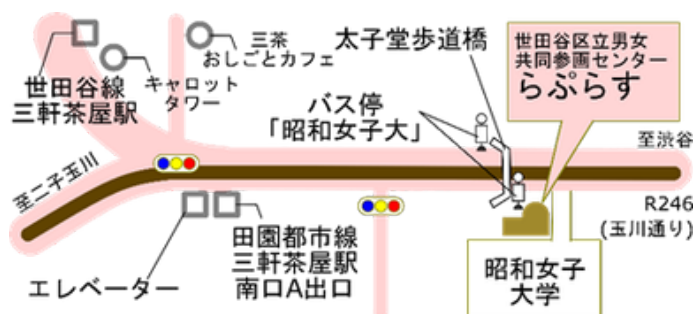 世田谷線
三軒茶屋駅
キャロット
タワー
三茶
おしごとカフェ
太子堂歩道橋
バス停
「昭和女子大」
世田谷区立男女
共同参画センター
らぷらす
至渋谷
至二子玉川
R246
(玉川通り)
エレベーター
田園都市線
三軒茶屋駅
南口A出口
昭和女子
大学